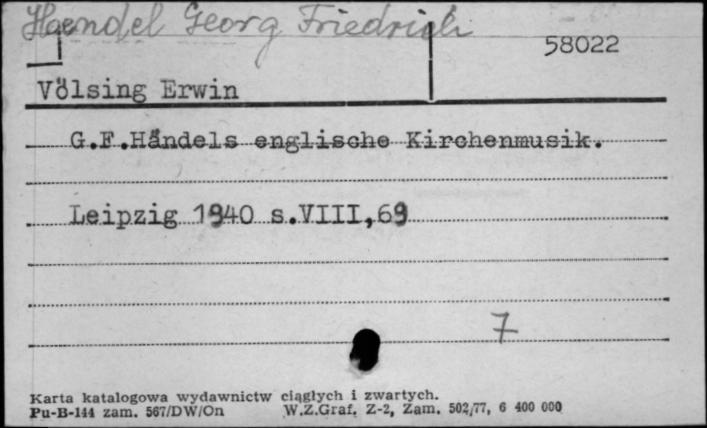 Haendel Georg Friedrich
58022
Völsing Erwin
G.F.Händels englische Kirchenmusik.
Leipzig 1940 s.VIII,69
7
Karta katalogowa wydawnictw ciągłych i zwartych.
Pu-B-144 zam. 567/DW/On W.Z.Graf. Z-2, Zam. 502/77, 6 400 000